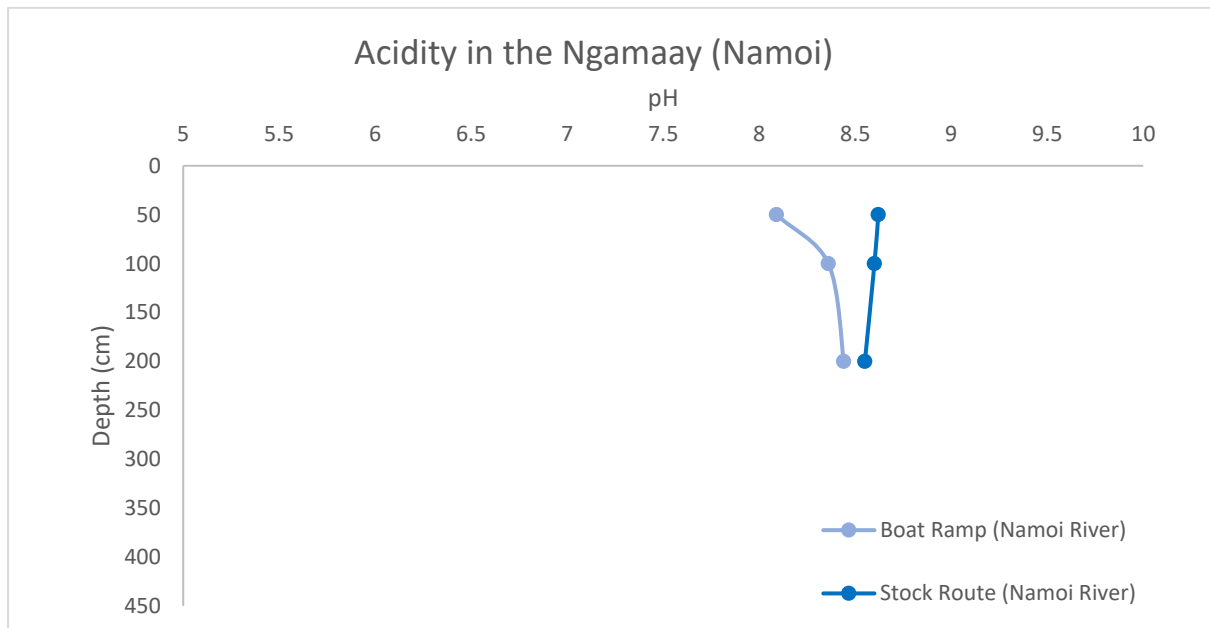 Acidity in the Ngamaay (Namoi)
pH
5 5.5 6 6.5 7 7.5 8 8.5 9 9.5 10
0
50
100
150
200
250
300
350
400
450
Depth (cm)
Boat Ramp (Namoi River)
Stock Route (Namoi River)